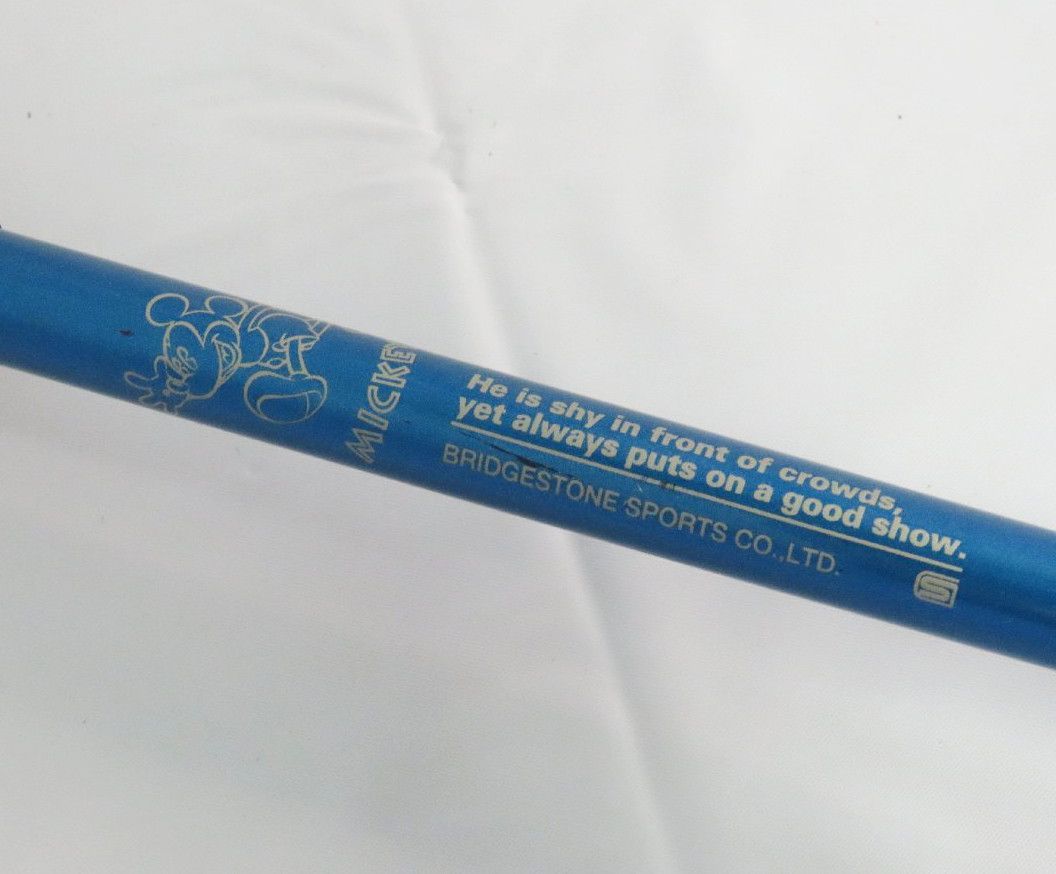 MICKEY
He is shy in front of crowds,
yet always puts on a good show.
BRIDGESTONE SPORTS CO.,LTD.